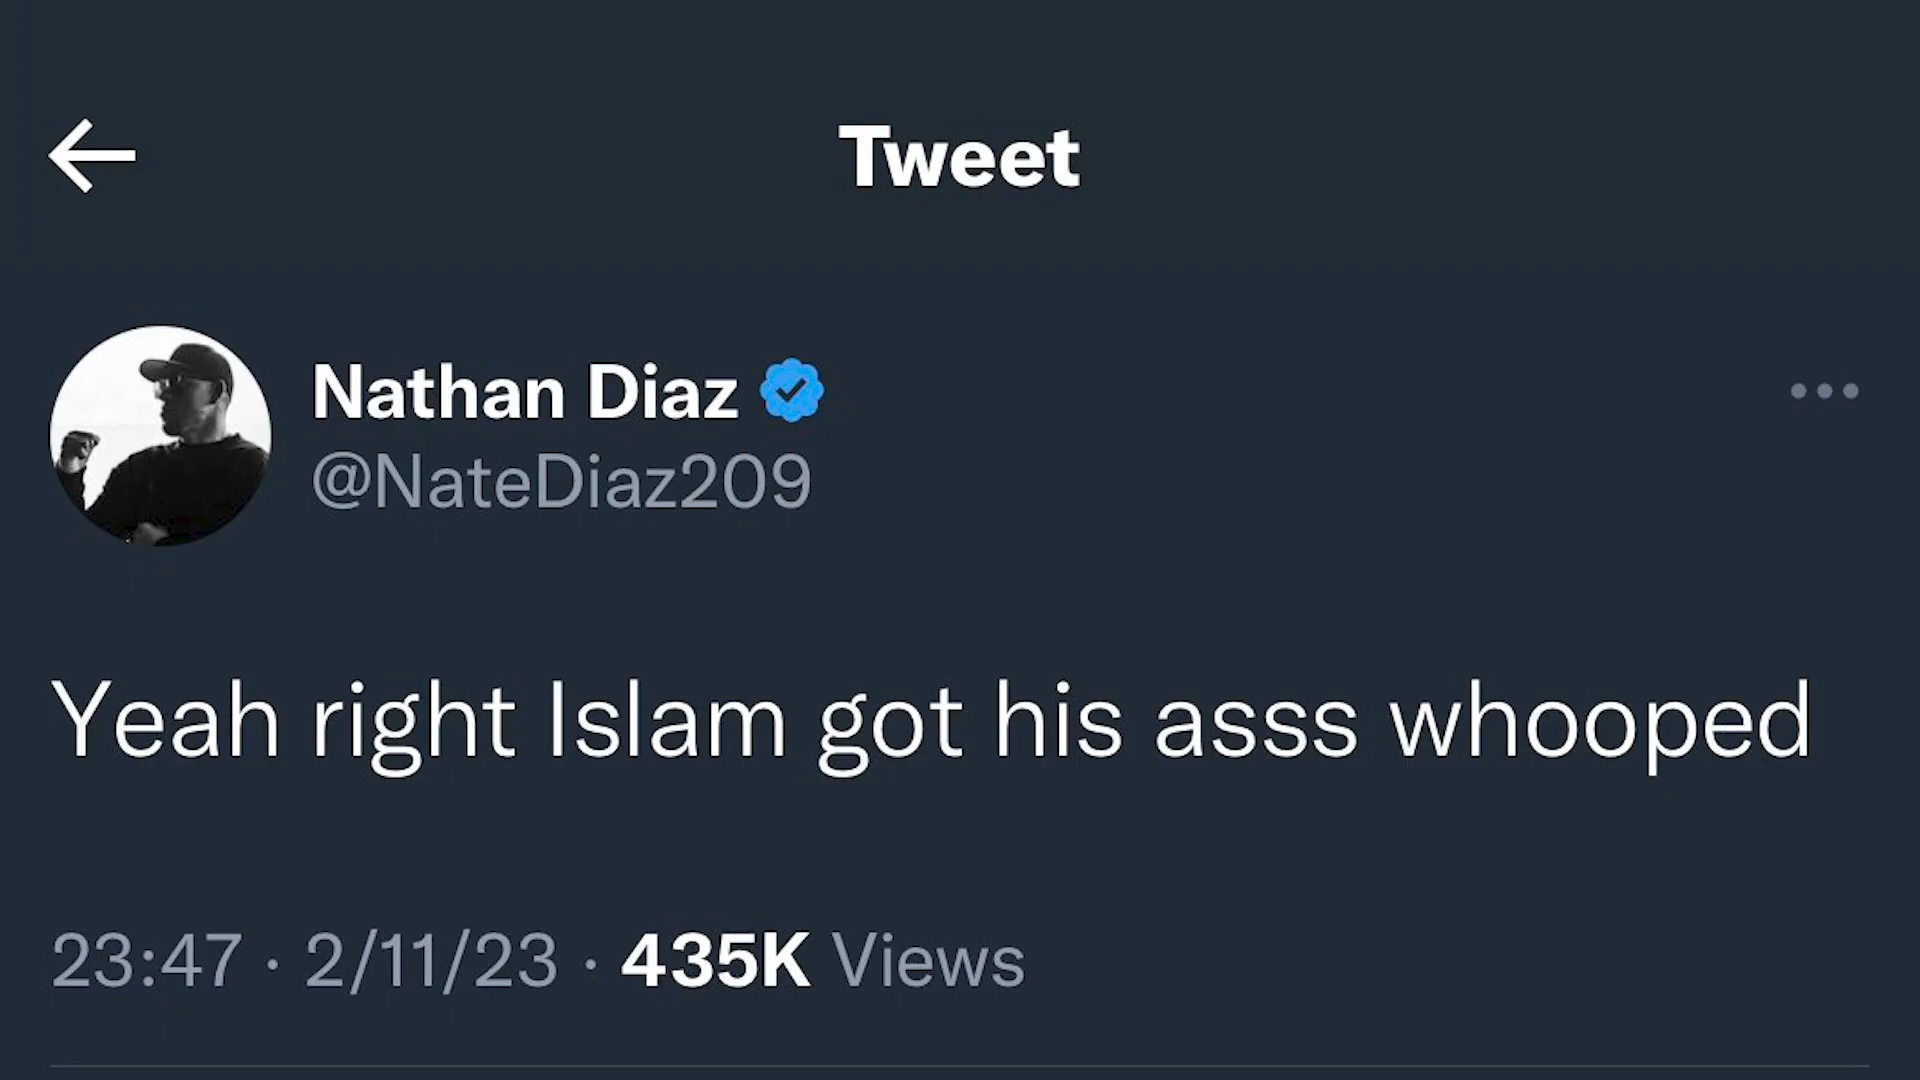 Tweet
Nathan Diaz
@NateDiaz209
Yeah right Islam got his asss whooped
23:47 · 2/11/23 · 435K Views